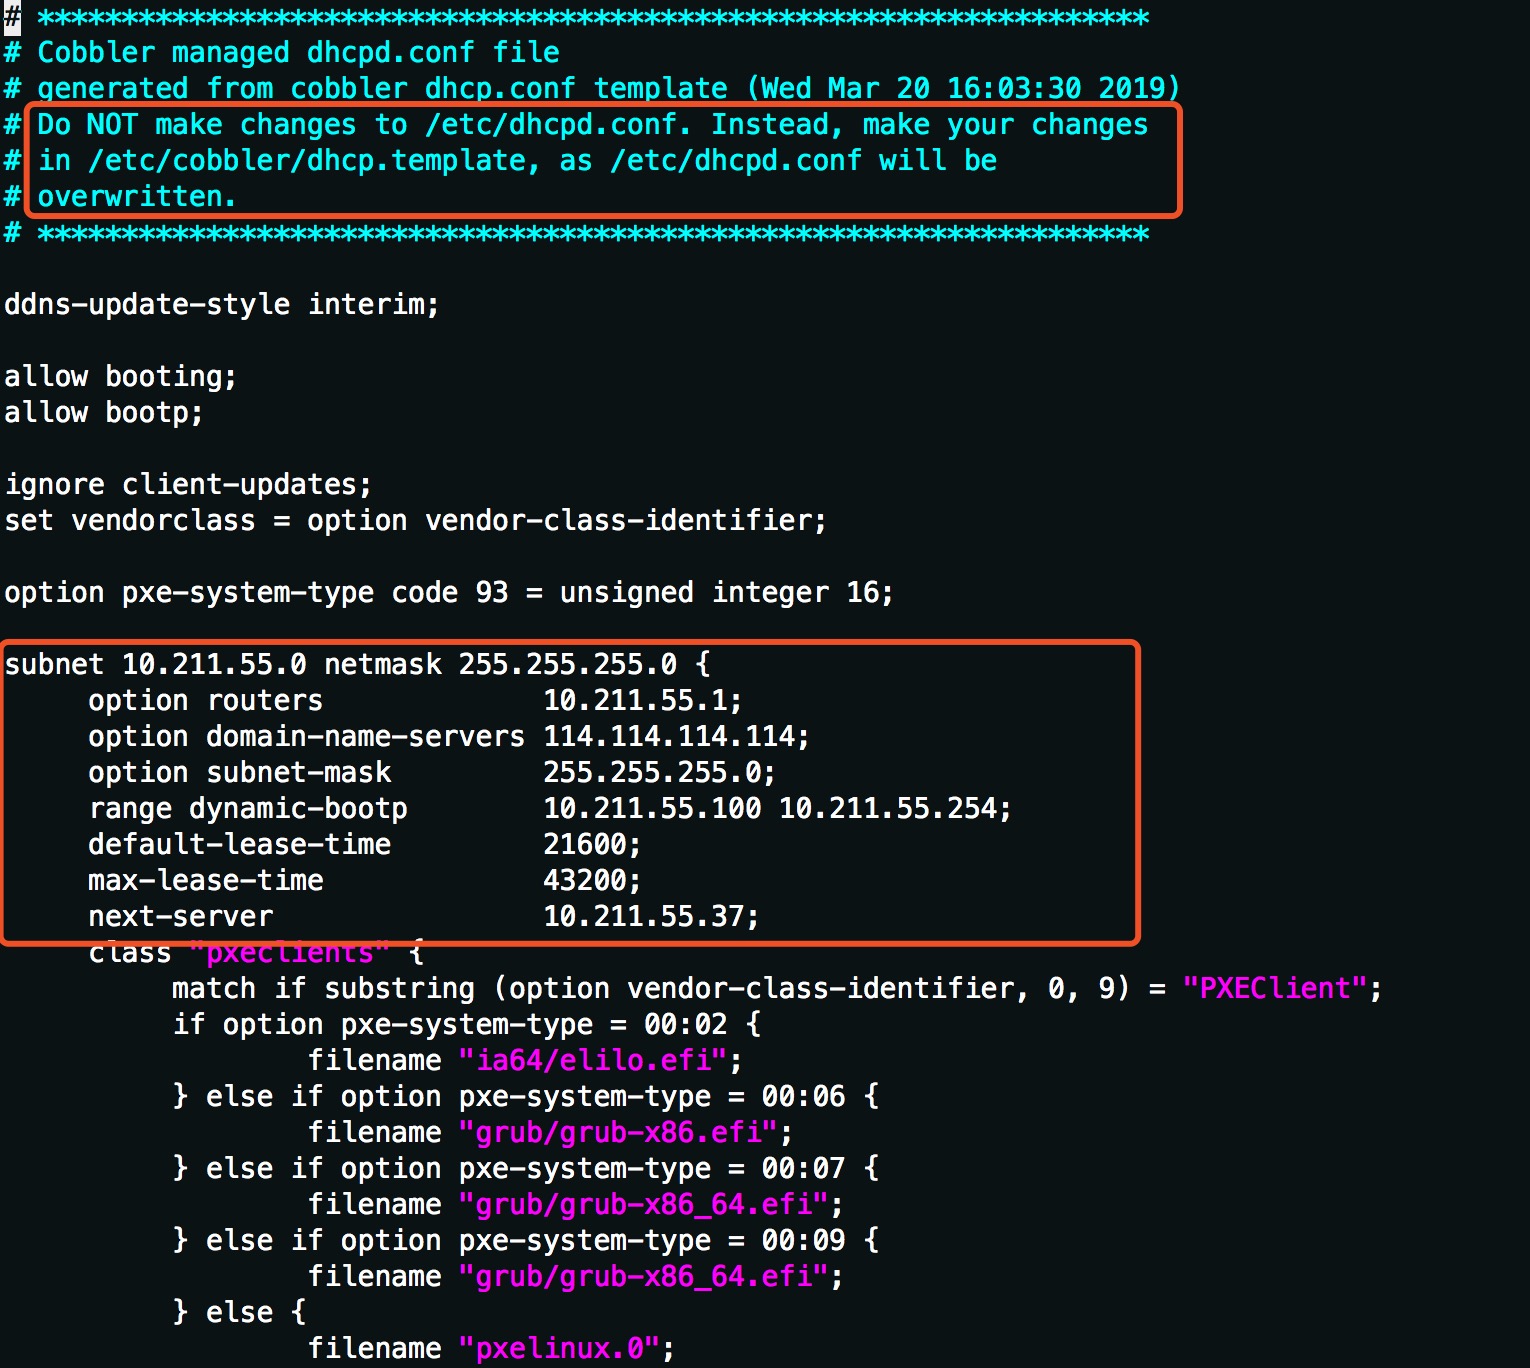 # ******************************************************************
# Cobbler managed dhcpd.conf file
# generated from cobbler dhcp.conf template (Wed Mar 20 16:03:30 2019)
# Do NOT make changes to /etc/dhcpd.conf. Instead, make your changes
# in /etc/cobbler/dhcp.template, as /etc/dhcpd.conf will be
# overwritten.
# ******************************************************************

ddns-update-style interim;

allow booting;
allow bootp;

ignore client-updates;
set vendorclass = option vendor-class-identifier;

option pxe-system-type code 93 = unsigned integer 16;

subnet 10.211.55.0 netmask 255.255.255.0 {
     option routers             10.211.55.1;
     option domain-name-servers 114.114.114.114;
     option subnet-mask         255.255.255.0;
     range dynamic-bootp        10.211.55.100 10.211.55.254;
     default-lease-time         21600;
     max-lease-time             43200;
     next-server                10.211.55.37;
     class "pxeclients" {
          match if substring (option vendor-class-identifier, 0, 9) = "PXEClient";
          if option pxe-system-type = 00:02 {
                  filename "ia64/elilo.efi";
          } else if option pxe-system-type = 00:06 {
                  filename "grub/grub-x86.efi";
          } else if option pxe-system-type = 00:07 {
                  filename "grub/grub-x86_64.efi";
          } else if option pxe-system-type = 00:09 {
                  filename "grub/grub-x86_64.efi";
          } else {
                  filename "pxelinux.0";